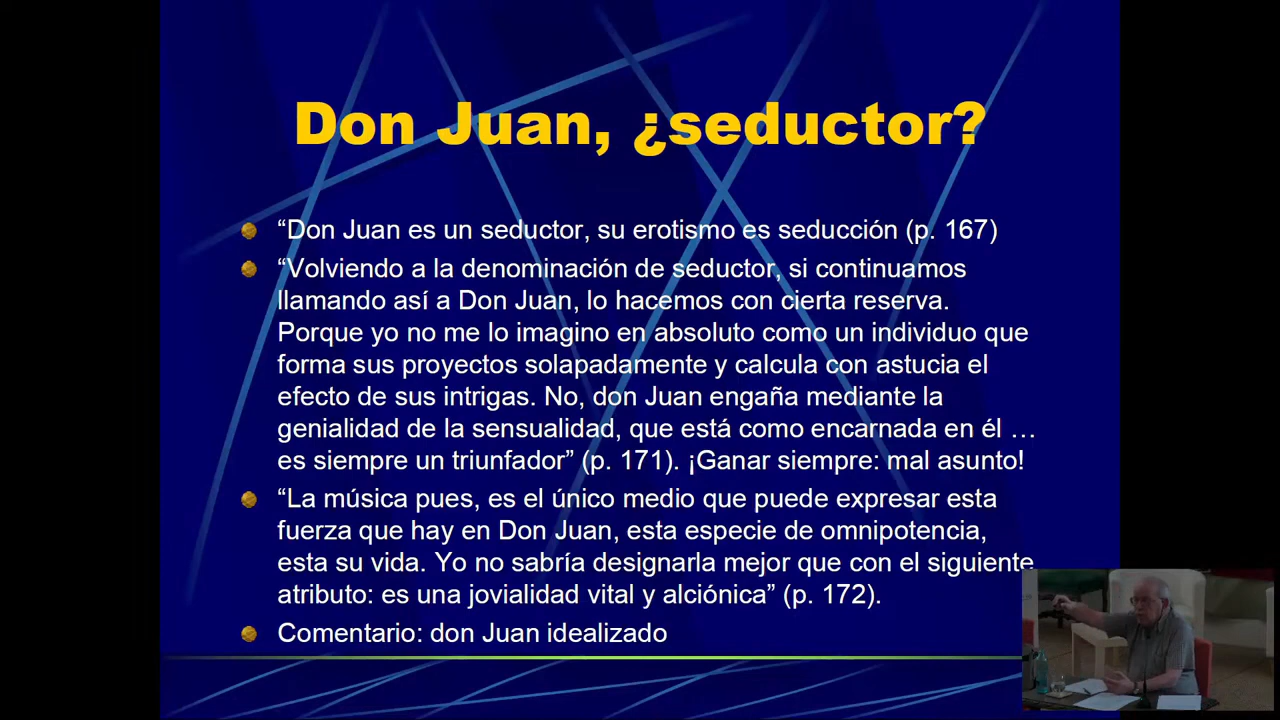 Don Juan, ¿seductor?
“Don Juan es un seductor, su erotismo es seducción (p. 167)
“Volviendo a la denominación de seductor, si continuamos
llamando así a Don Juan, lo hacemos con cierta reserva.
Porque yo no me lo imagino en absoluto como un individuo que
forma sus proyectos solapadamente y calcula con astucia el
efecto de sus intrigas. No, don Juan engaña mediante la
genialidad de la sensualidad, que está como encarnada en él …
es siempre un triunfador” (p. 171). ¡Ganar siempre: mal asunto!
“La música pues, es el único medio que puede expresar esta
fuerza que hay en Don Juan, esta especie de omnipotencia,
esta su vida. Yo no sabría designarla mejor que con el siguiente
atributo: es una jovialidad vital y alciónica” (p. 172).
Comentario: don Juan idealizado